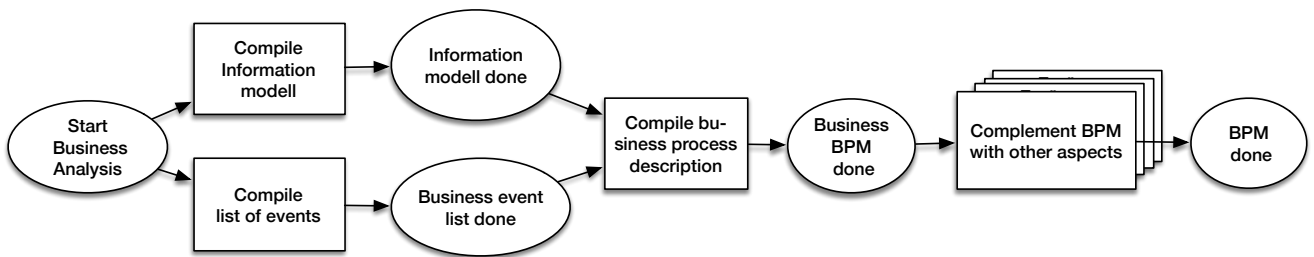 Start
Business
Analysis
Compile
Information
modell
Information
modell done
Compile
list of events
Business event
list done
Compile bu-
siness process
description
Business
BPM
done
Complement BPM
with other aspects
BPM
done